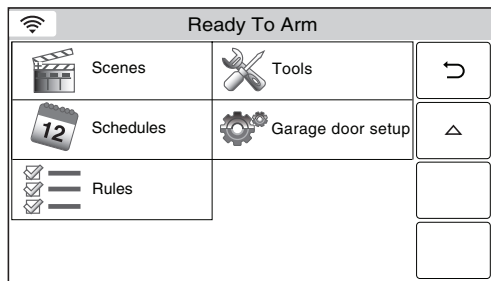 Ready To Arm
Scenes
Tools
12
Schedules
Garage door setup
Rules